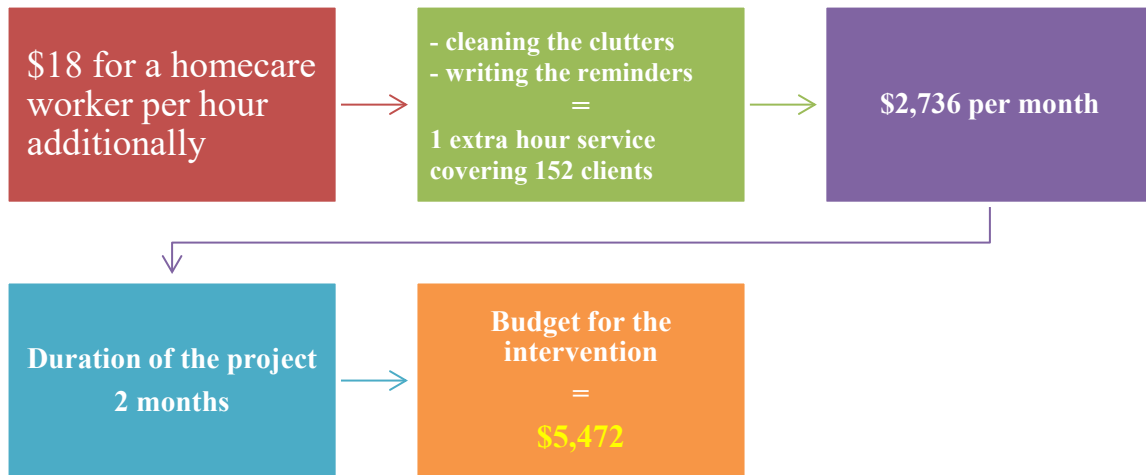 $18 for a homecare
worker per hour
additionally
- cleaning the clutters
- writing the reminders
=
1 extra hour service
covering 152 clients
$2,736 per month
Duration of the project
2 months
Budget for the
intervention
=
$5,472